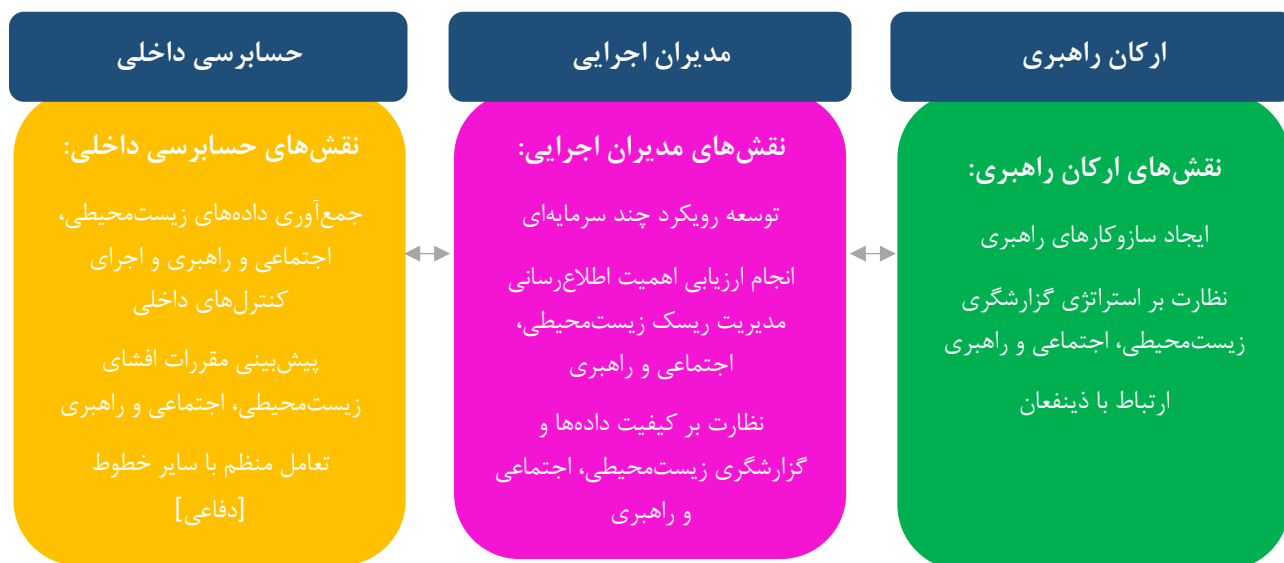 ارکان راهبری
نقش‌های ارکان راهبری:
ایجاد سازوکارهای راهبری
نظارت بر استراتژی گزارشگری
زیست‌محیطی، اجتماعی و راهبری
ارتباط با ذینفعان
مدیران اجرایی
نقش‌های مدیران اجرایی:
توسعه رویکرد چند سرمایه‌ای
انجام ارزیابی اهمیت اطلاع‌رسانی
مدیریت ریسک زیست‌محیطی،
اجتماعی و راهبری
نظارت بر کیفیت داده‌ها و
گزارشگری زیست‌محیطی، اجتماعی
و راهبری
حسابرسی داخلی
نقش‌های حسابرسی داخلی:
جمع‌آوری داده‌های زیست‌محیطی،
اجتماعی و راهبری و اجرای
کنترل‌های داخلی
پیش‌بینی مقررات افشای
زیست‌محیطی، اجتماعی و راهبری
تعامل منظم با سایر خطوط
[دفاعی]